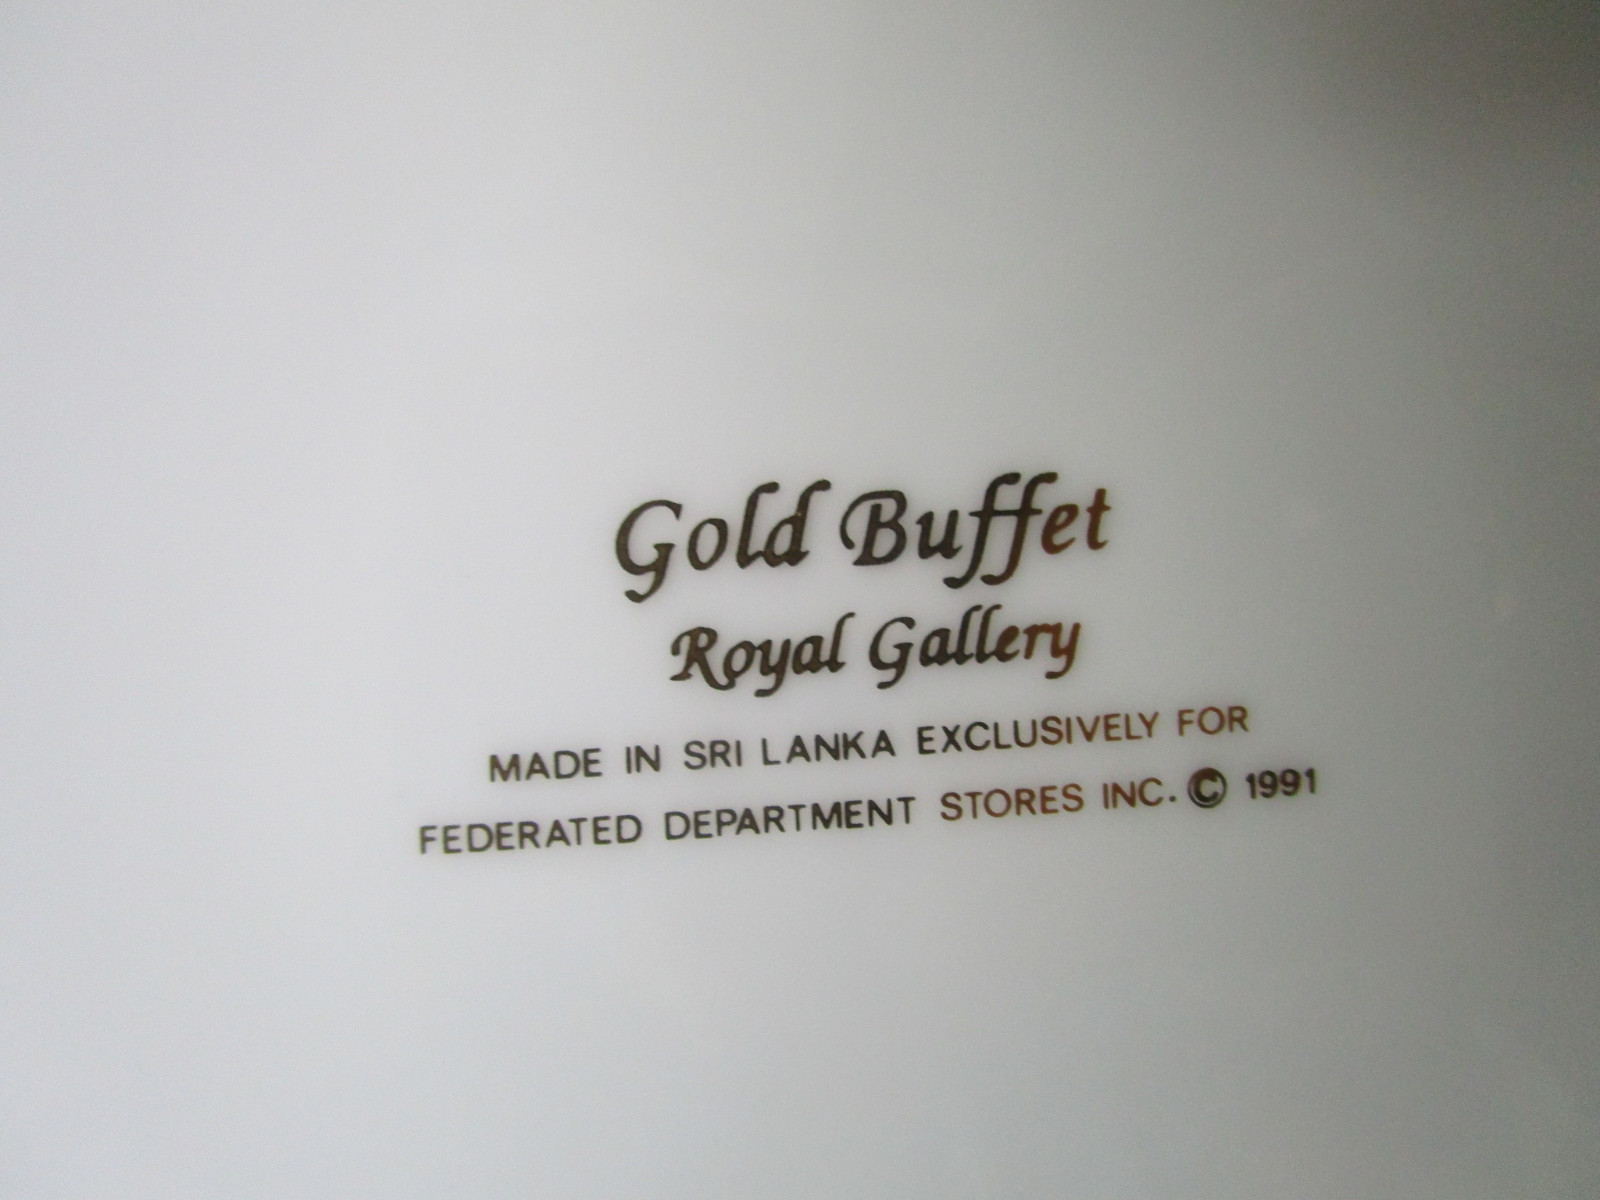 Gold Buffet
Royal Gallery
MADE IN SRI LANKA EXCLUSIVELY FOR
FEDERATED DEPARTMENT STORES INC. © 1991